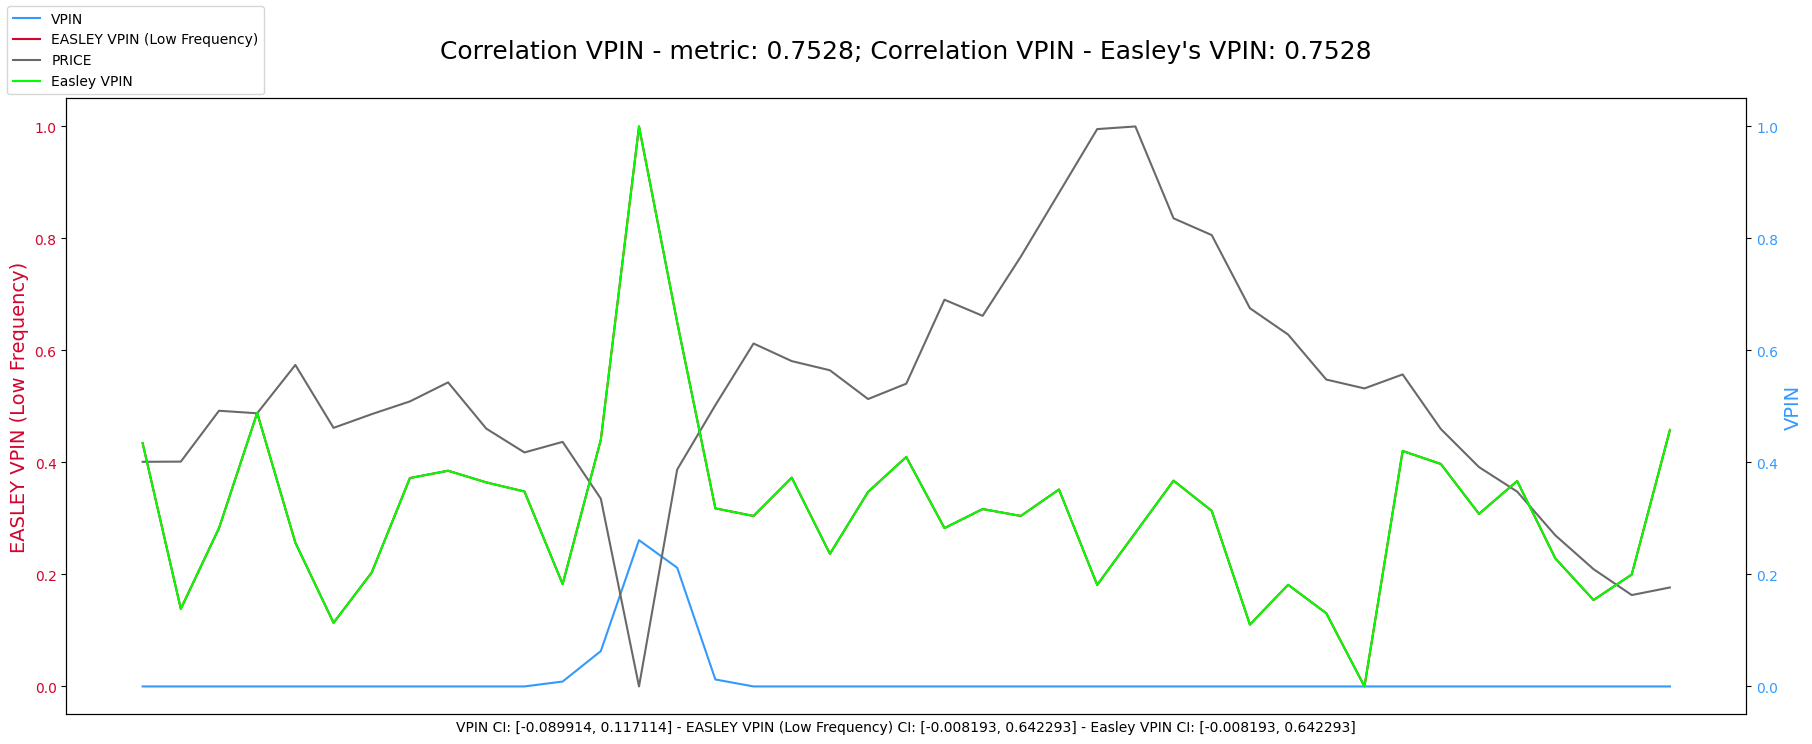 VPIN
EASLEY VPIN (Low Frequency)
PRICE
Easley VPIN
Correlation VPIN - metric: 0.7528; Correlation VPIN - Easley's VPIN: 0.7528
EASLEY VPIN (Low Frequency)
1.0
0.8
0.6
0.4
0.2
0.0
1.0
0.8
0.6
0.4
0.2
0.0
VPIN
VPIN CI: [-0.089914, 0.117114] - EASLEY VPIN (Low Frequency) CI: [-0.008193, 0.642293] - Easley VPIN CI: [-0.008193, 0.642293]